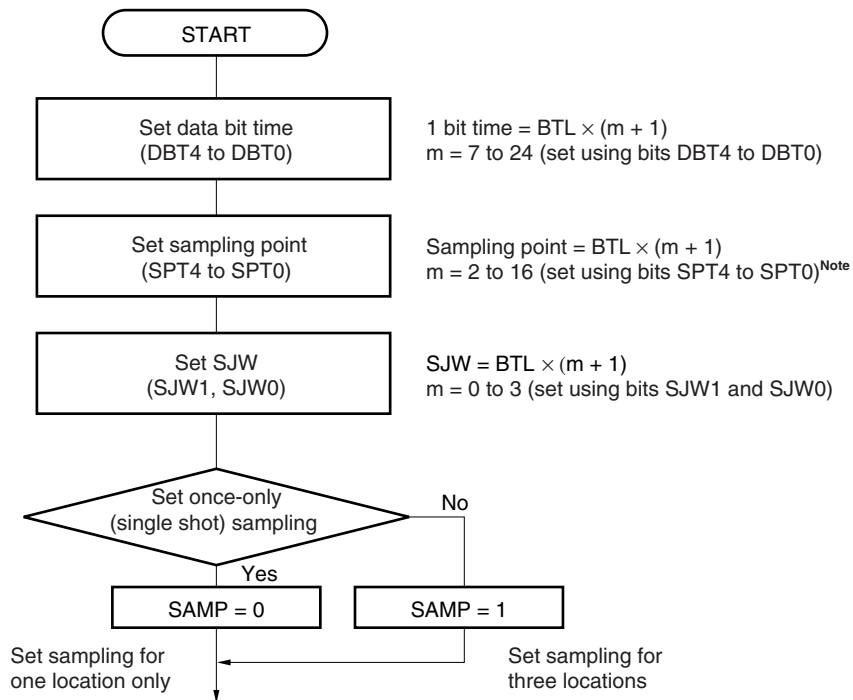 START
Set data bit time
(DBT4 to DBT0)
1 bit time = BTL × (m + 1)
m = 7 to 24 (set using bits DBT4 to DBT0)
Set sampling point
(SPT4 to SPT0)
Sampling point = BTL × (m + 1)
m = 2 to 16 (set using bits SPT4 to SPT0)Note
Set SJW
(SJW1, SJW0)
SJW = BTL × (m + 1)
m = 0 to 3 (set using bits SJW1 and SJW0)
Set once-only
(single shot) sampling
No
Yes
SAMP = 0
SAMP = 1
Set sampling for
one location only
Set sampling for
three locations